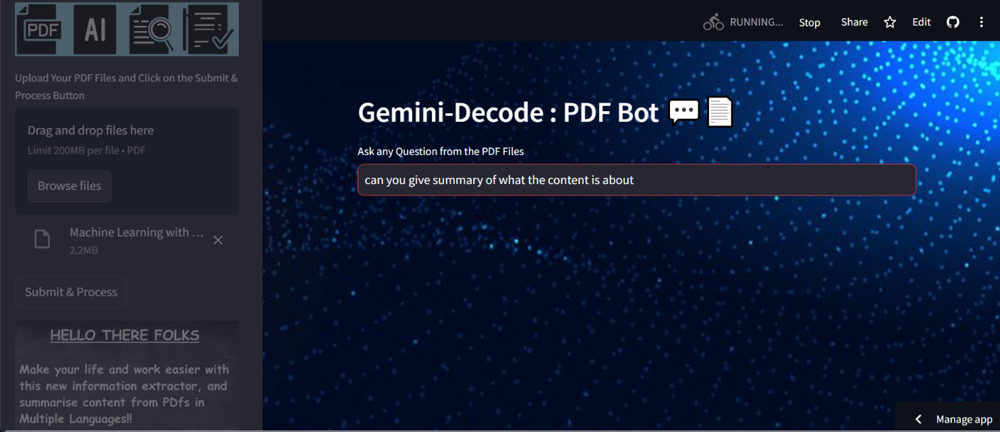 PDF AI
Upload Your PDF Files and Click on the Submit &
Process Button
Drag and drop files here
Limit 200MB per file • PDF
Browse files
Machine Learning with ...
2.2MB
Submit & Process
HELLO THERE FOLKS
Make your life and work easier with
this new information extractor, and
summarise content from PDfs in
Multiple Languages!!
RUNNING... Stop Share Edit
Gemini-Decode : PDF Bot
Ask any Question from the PDF Files
can you give summary of what the content is about
Manage app